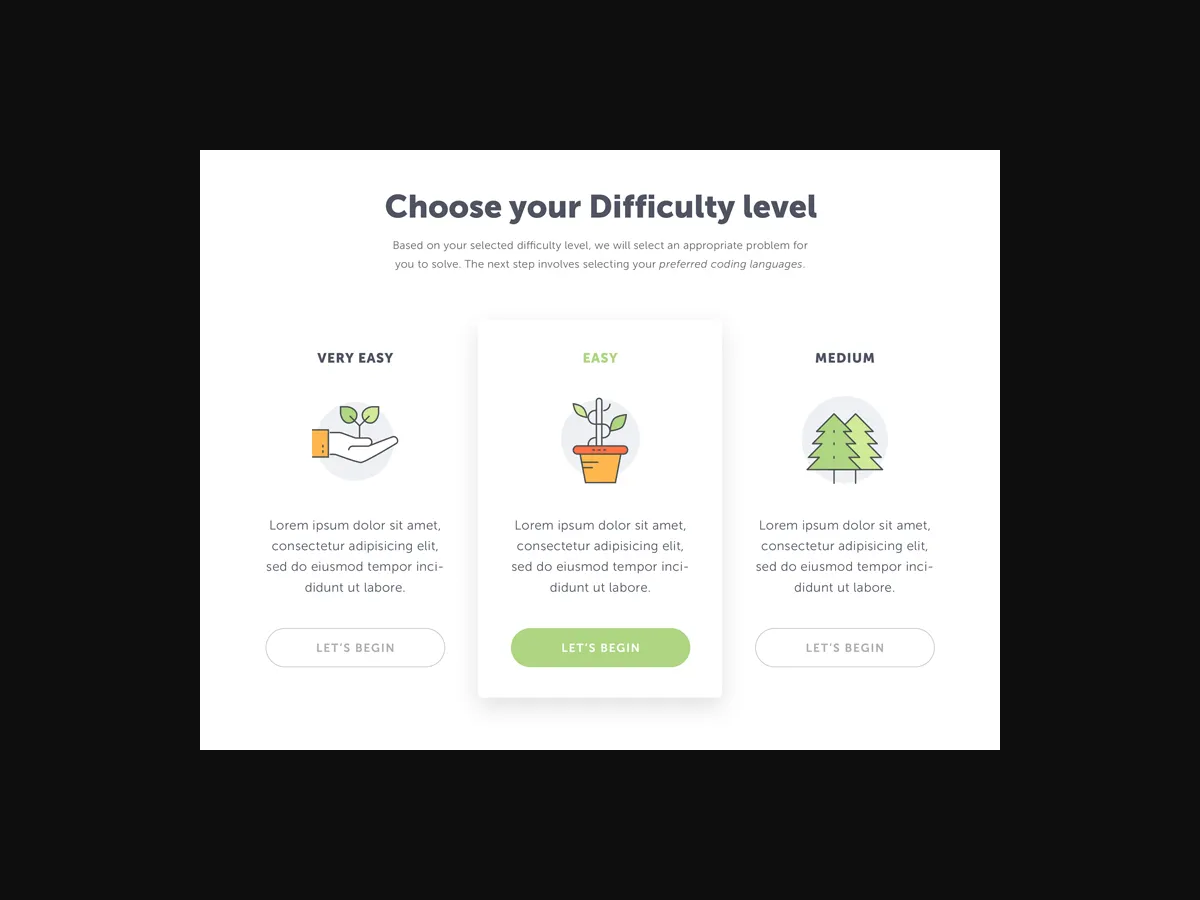 Choose your Difficulty level
Based on your selected difficulty level, we will select an appropriate problem for
you to solve. The next step involves selecting your preferred coding languages.
VERY EASY
Lorem ipsum dolor sit amet,
consectetur adipisicing elit,
sed do eiusmod tempor inci-
didunt ut labore.
LET'S BEGIN
EASY
Lorem ipsum dolor sit amet,
consectetur adipisicing elit,
sed do eiusmod tempor inci-
didunt ut labore.
LET'S BEGIN
MEDIUM
Lorem ipsum dolor sit amet,
consectetur adipisicing elit,
sed do eiusmod tempor inci-
didunt ut labore.
LET'S BEGIN